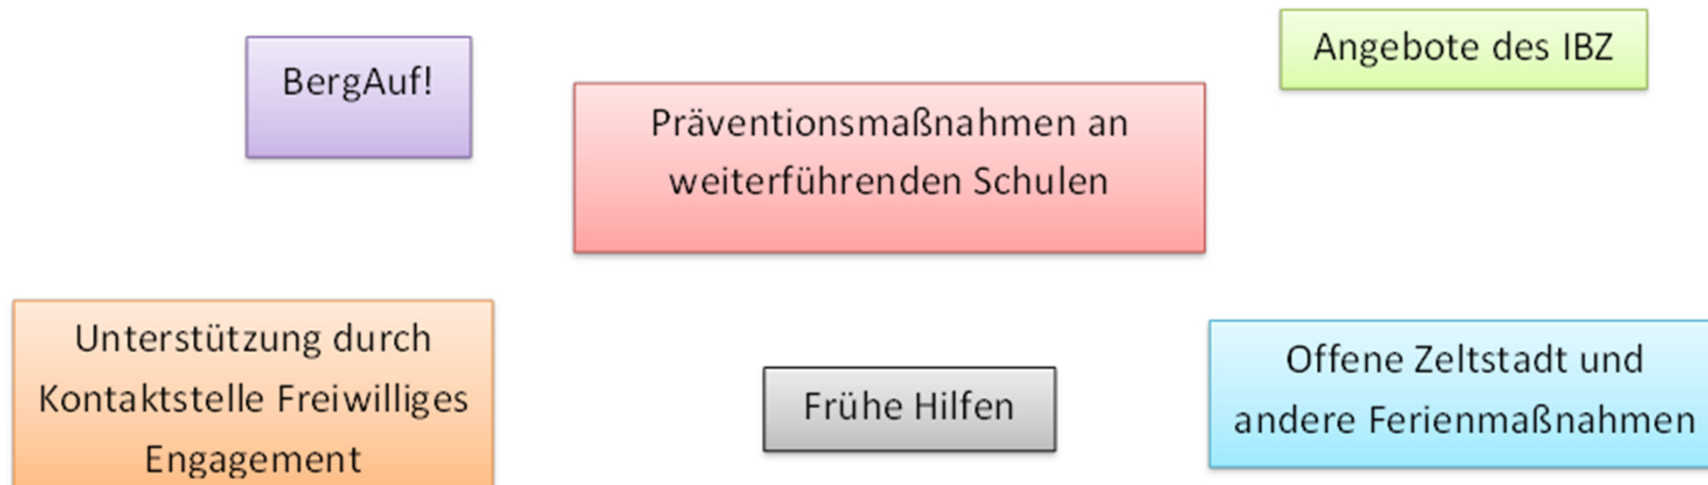 BergAuf!
Präventionsmaßnahmen an
weiterführenden Schulen
Angebote des IBZ
Unterstützung durch
Kontaktstelle Freiwilliges
Engagement
Frühe Hilfen
Offene Zeltstadt und
andere Ferienmaßnahmen